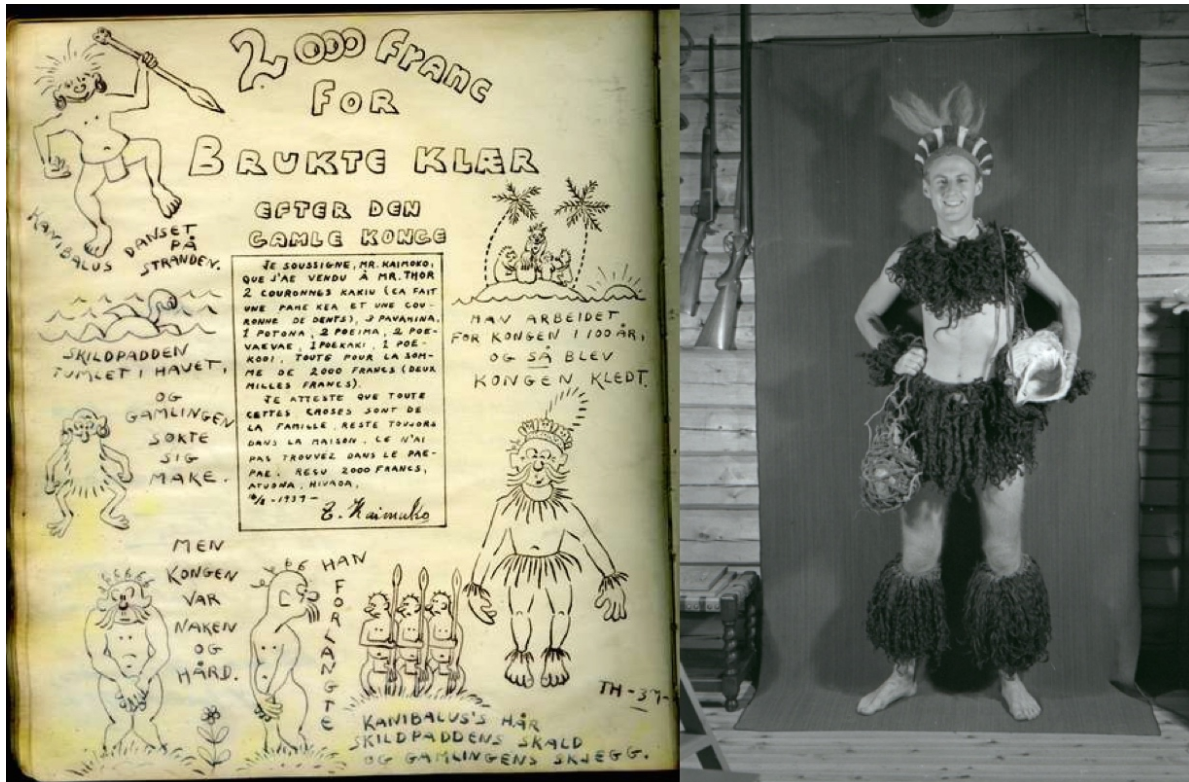 2000 FRANC
FOR
BRUKTE KLÆR
EFTER DEN
GAMLE KONGE
KANIBALUS DANSET
PÅ
STRANDEN.
SKILDPADDEN
TUMLET I HAVET,
OG
GAMLINGEN
SØKTE
SIG
MAKE.
MEN
KONGEN
VAR
NAKEN
OG
HÅRD.
HAN
FORLANGTE
KANIBALUS'S HÅR
SKILDPADDENS SKALD
OG GAMLINGENS SKJEGG.
MAN ARBEIDET
FOR KONGEN I 100 ÅR,
OG SÅ BLEV
KONGEN KLEDT.
JE SOUSSIGNE, MR. KAIMOKO,
QUE J'AE VENDU À MR. THOR
2 COURONNES KAKIU (CA FAIT
UNE PAHE KEA ET UNE COU-
RONNE DE DENTS), 3 PAVAHINA,
1 POTONA, 2 POEIMA, 2 POE-
VAEVAE, 1 POEKAKI, 1 POE-
KOOI, TOUTE POUR LA SOM-
ME DE 2000 FRANCS (DEUX
MILLES FRANCS).
JE ATTESTE QUE TOUTE
CETTES CHOSES SONT DE
LA FAMILLE, RESTE TOUJORS
DANS LA MAISON. CE N'AI
PAS TROUVEZ DANS LE PAE-
PAE. RESU 2000 FRANCS,
ATUONA, HIVAOA,
-1937-
T. Kaimuko
TH-37-